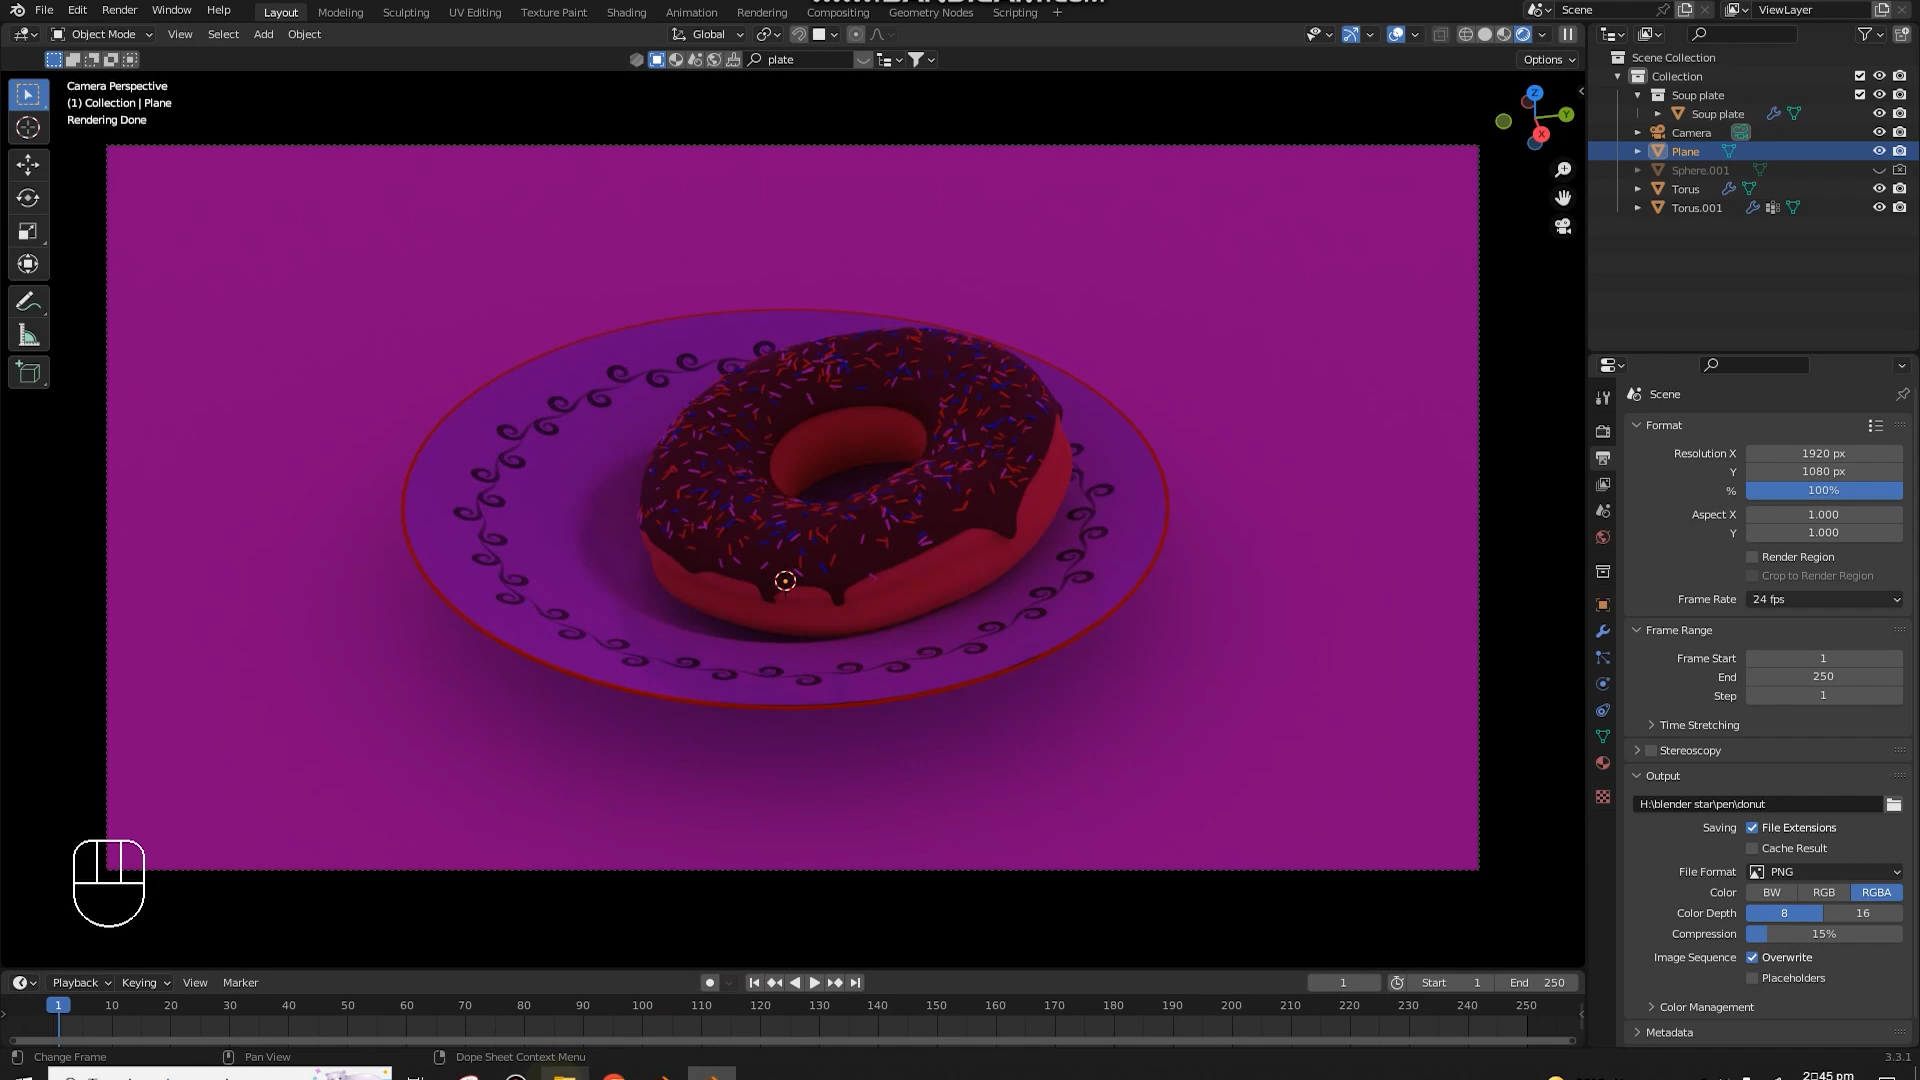 File Edit Render Window Help Layout Modeling Sculpting UV Editing Texture Paint Shading Animation Rendering Compositing Geometry Nodes Scripting + Scene ViewLayer
Object Mode View Select Add Object Global
plate Options
Camera Perspective
(1) Collection | Plane
Rendering Done
Z
Y
X
Scene Collection
Collection
Soup plate
Soup plate
Camera
Plane
Sphere.001
Torus
Torus.001
Scene
Format
Resolution X 1920 px
Y 1080 px
% 100%
Aspect X 1.000
Y 1.000
Render Region
Crop to Render Region
Frame Rate 24 fps
Frame Range
Frame Start 1
End 250
Step 1
Time Stretching
Stereoscopy
Output
H:\blender star\pen\donut
Saving File Extensions
Cache Result
File Format PNG
Color BW RGB RGBA
Color Depth 8 16
Compression 15%
Image Sequence Overwrite
Placeholders
Color Management
Metadata
Playback Keying View Marker 1 Start 1 End 250
1 10 20 30 40 50 60 70 80 90 100 110 120 130 140 150 160 170 180 190 200 210 220 230 240 250
Change Frame Pan View Dope Sheet Context Menu 3.3.1